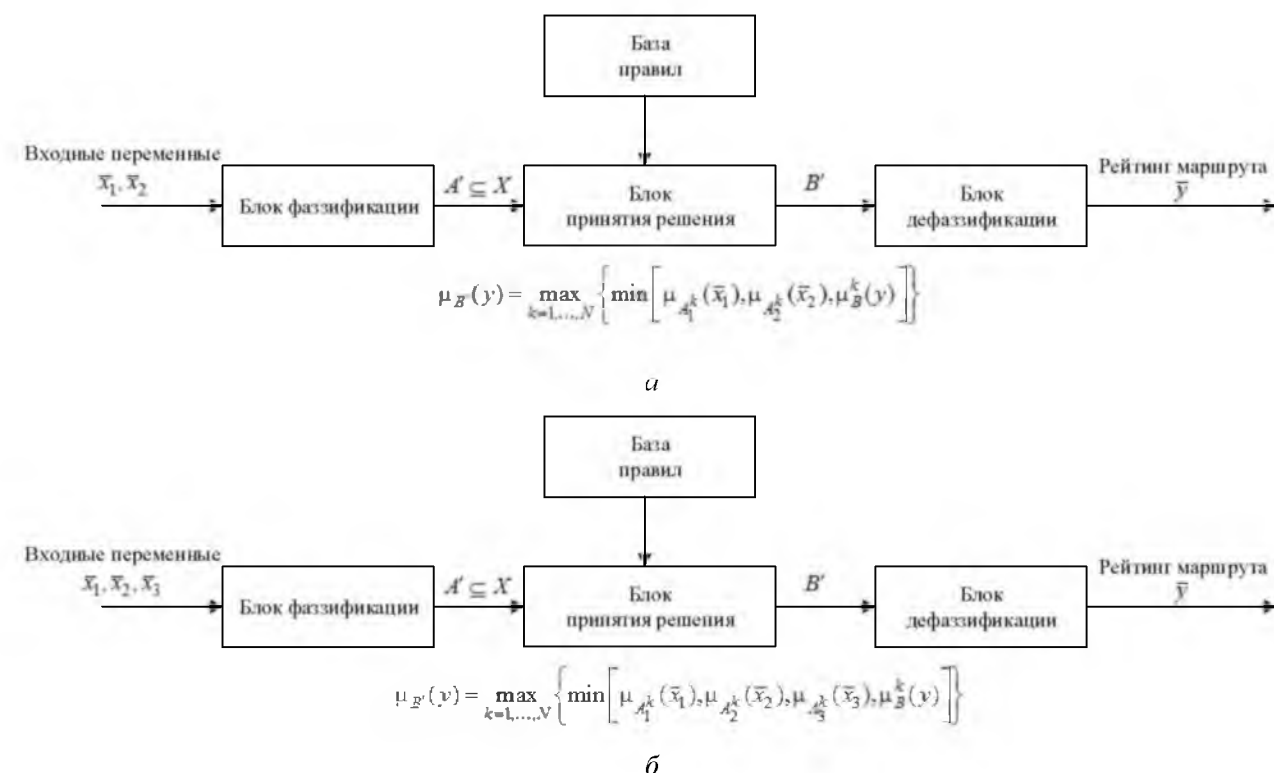 База
правил
Входные переменные
x̅₁, x̅₂
Блок фаззификации
A′ ⊆ X
Блок
принятия решения
B′
Блок
дефаззификации
Рейтинг маршрута
y̅
μ_B′(y) = max_{k=1,...,N} { min [ μ_{A₁^k}(x̅₁), μ_{A₂^k}(x̅₂), μ_B^k(y) ] }
а
База
правил
Входные переменные
x̅₁, x̅₂, x̅₃
Блок фаззификации
A′ ⊆ X
Блок
принятия решения
B′
Блок
дефаззификации
Рейтинг маршрута
y̅
μ_B′(y) = max_{k=1,...,N} { min [ μ_{A₁^k}(x̅₁), μ_{A₂^k}(x̅₂), μ_{A₃^k}(x̅₃), μ_B^k(y) ] }
б